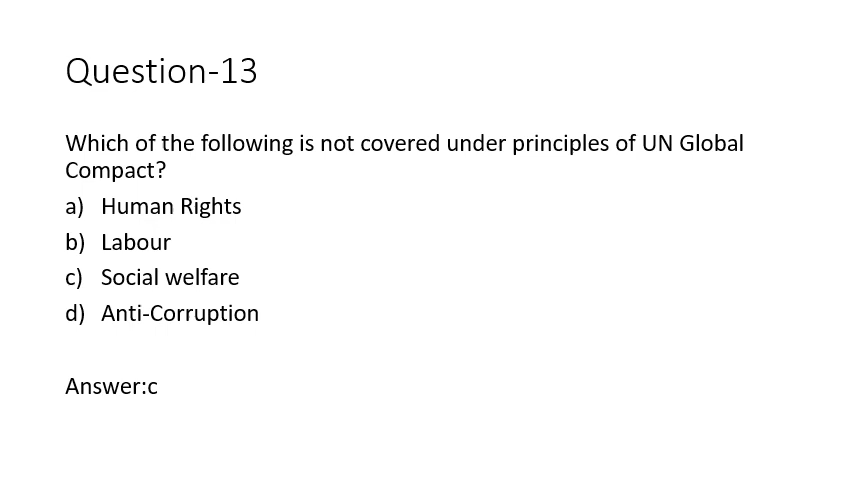 Question-13
Which of the following is not covered under principles of UN Global
Compact?
a) Human Rights
b) Labour
c) Social welfare
d) Anti-Corruption
Answer:c